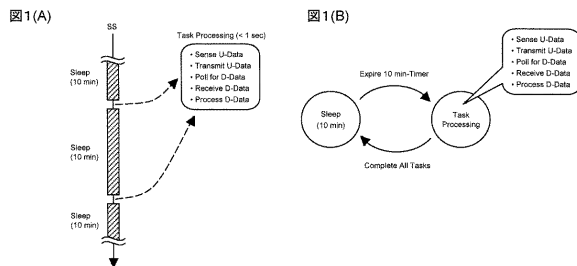 図1(A)
SS
Task Processing (< 1 sec)
• Sense U-Data
• Transmit U-Data
• Poll for D-Data
• Receive D-Data
• Process D-Data
Sleep
(10 min)
Sleep
(10 min)
Sleep
(10 min)
図1(B)
• Sense U-Data
• Transmit U-Data
• Poll for D-Data
• Receive D-Data
• Process D-Data
Expire 10 min-Timer
Sleep
(10 min)
Task
Processing
Complete All Tasks